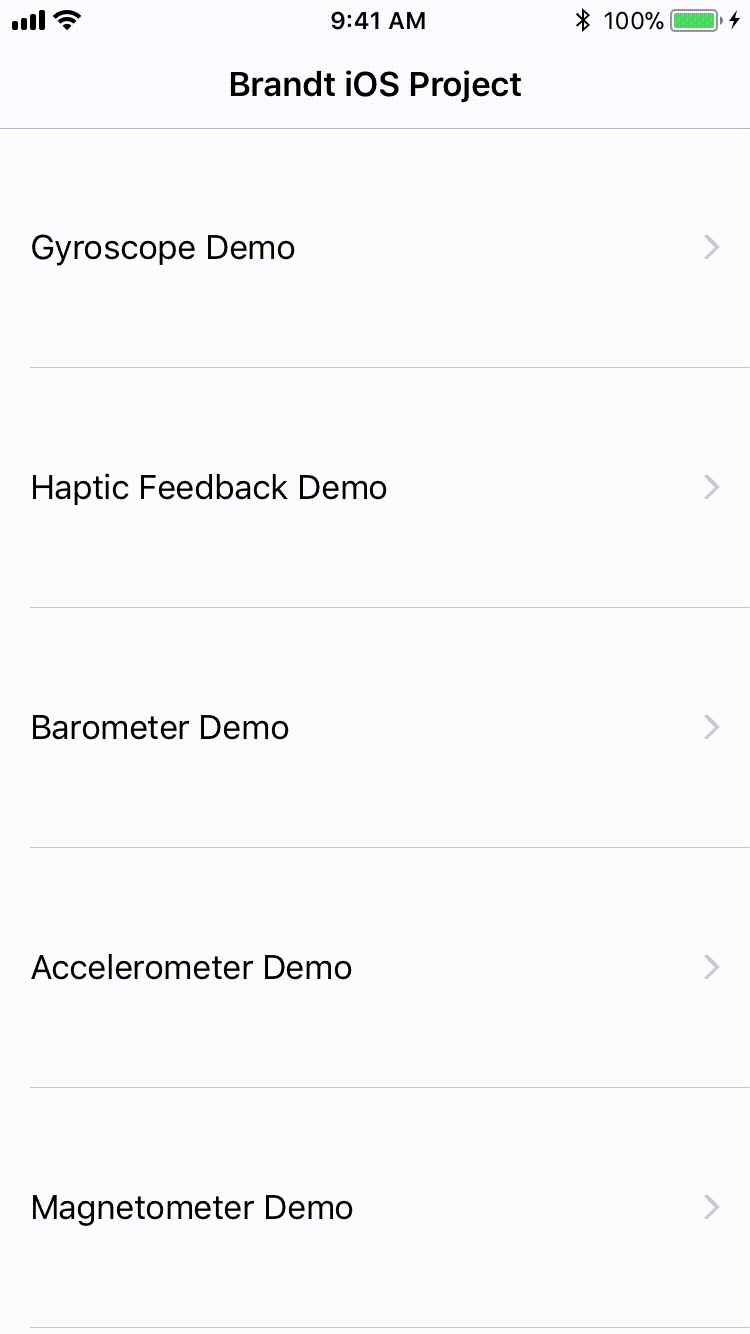 9:41 AM
100%
Brandt iOS Project
Gyroscope Demo
Haptic Feedback Demo
Barometer Demo
Accelerometer Demo
Magnetometer Demo